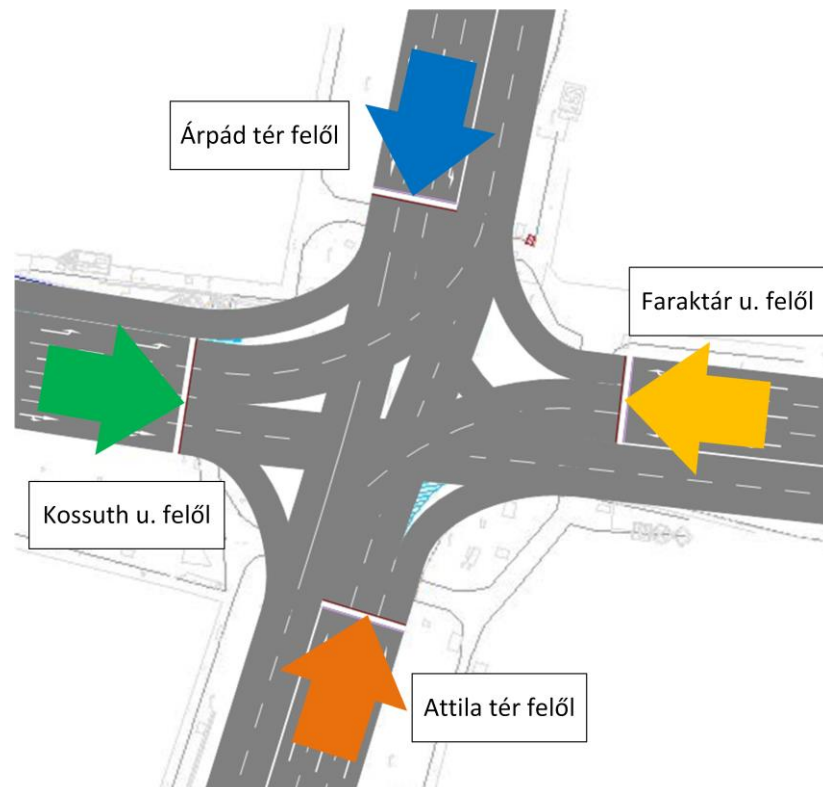 Árpád tér felől
Faraktár u. felől
Kossuth u. felől
Attila tér felől